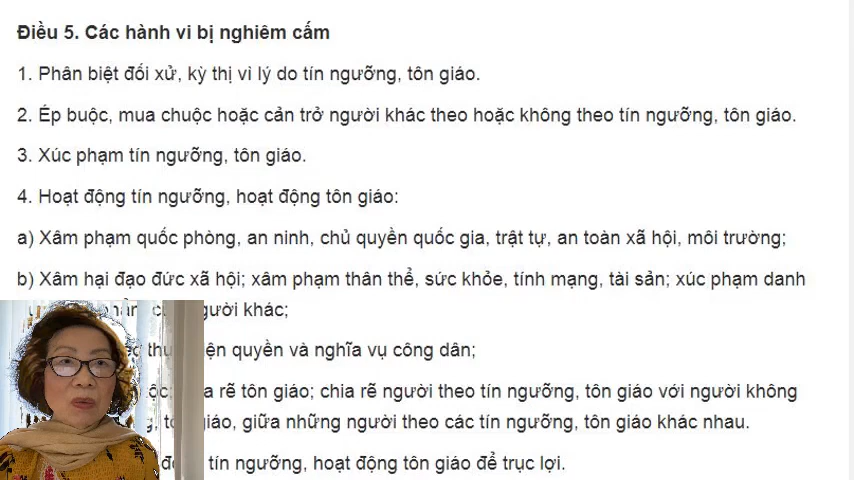 Điều 5. Các hành vi bị nghiêm cấm
1. Phân biệt đối xử, kỳ thị vì lý do tín ngưỡng, tôn giáo.
2. Ép buộc, mua chuộc hoặc cản trở người khác theo hoặc không theo tín ngưỡng, tôn giáo.
3. Xúc phạm tín ngưỡng, tôn giáo.
4. Hoạt động tín ngưỡng, hoạt động tôn giáo:
a) Xâm phạm quốc phòng, an ninh, chủ quyền quốc gia, trật tự, an toàn xã hội, môi trường;
b) Xâm hại đạo đức xã hội; xâm phạm thân thể, sức khỏe, tính mạng, tài sản; xúc phạm danh
người khác;
quyền và nghĩa vụ công dân;
rẽ tôn giáo; chia rẽ người theo tín ngưỡng, tôn giáo với người không
giáo, giữa những người theo các tín ngưỡng, tôn giáo khác nhau.
tín ngưỡng, hoạt động tôn giáo để trục lợi.